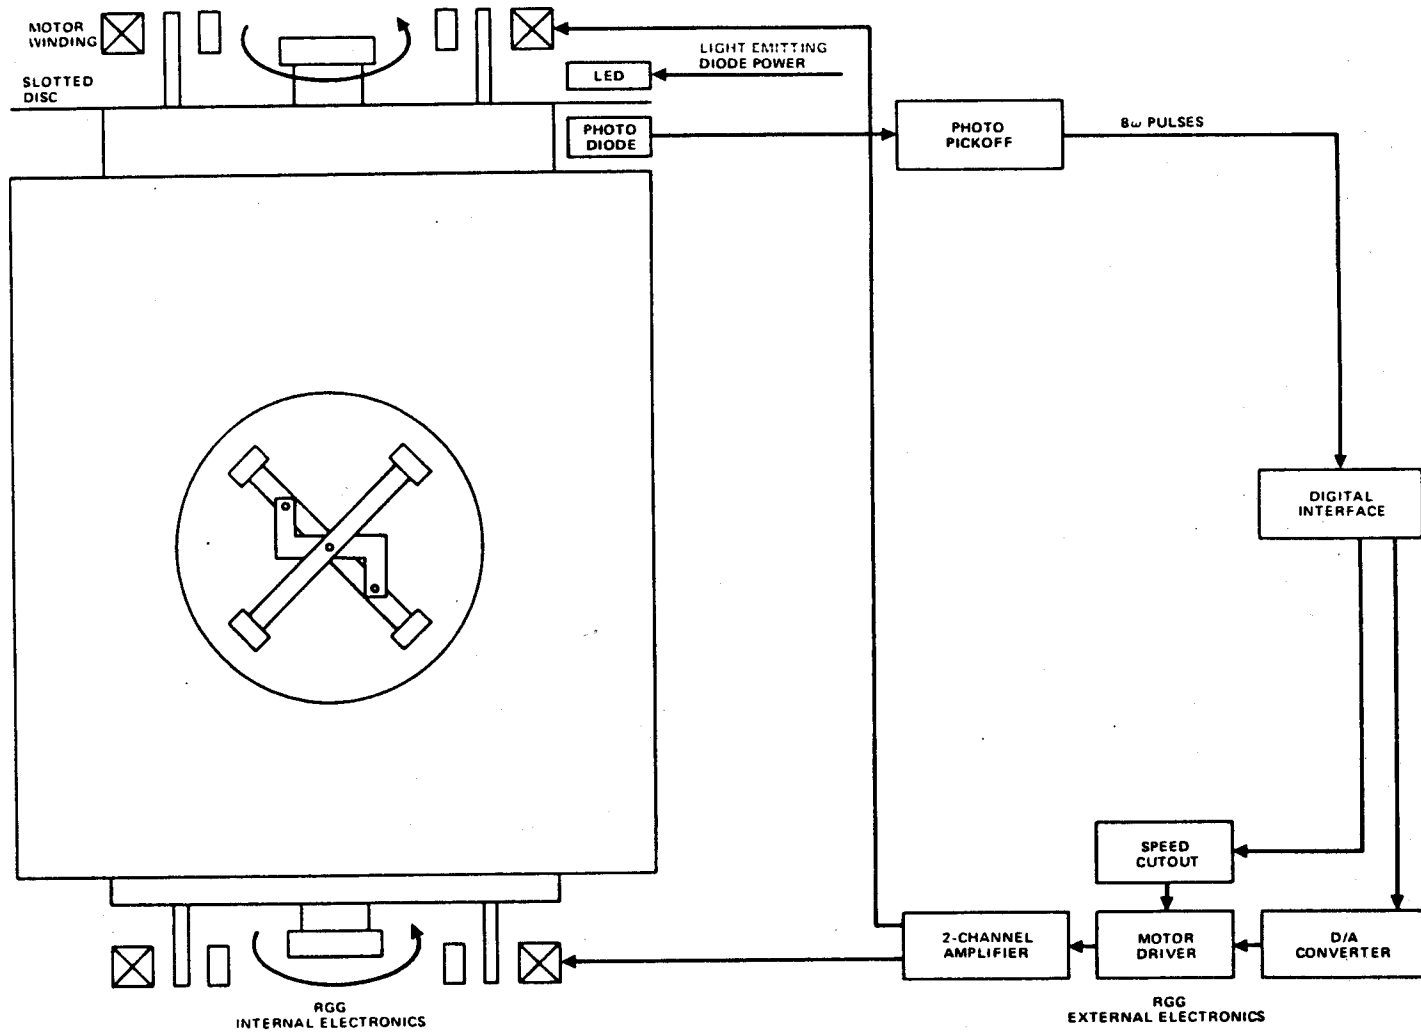 MOTOR
WINDING
SLOTTED
DISC
LED
LIGHT EMITTING
DIODE POWER
PHOTO
DIODE
PHOTO
PICKOFF
8ω PULSES
DIGITAL
INTERFACE
SPEED
CUTOUT
2-CHANNEL
AMPLIFIER
MOTOR
DRIVER
D/A
CONVERTER
RGG
INTERNAL ELECTRONICS
RGG
EXTERNAL ELECTRONICS